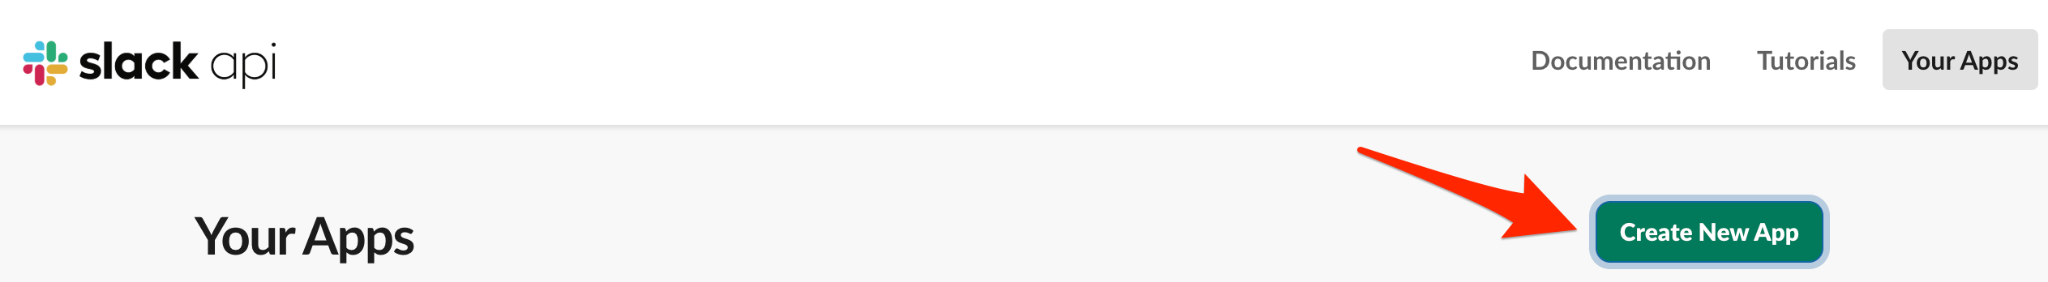 slack api
Documentation Tutorials Your Apps
Your Apps
Create New App